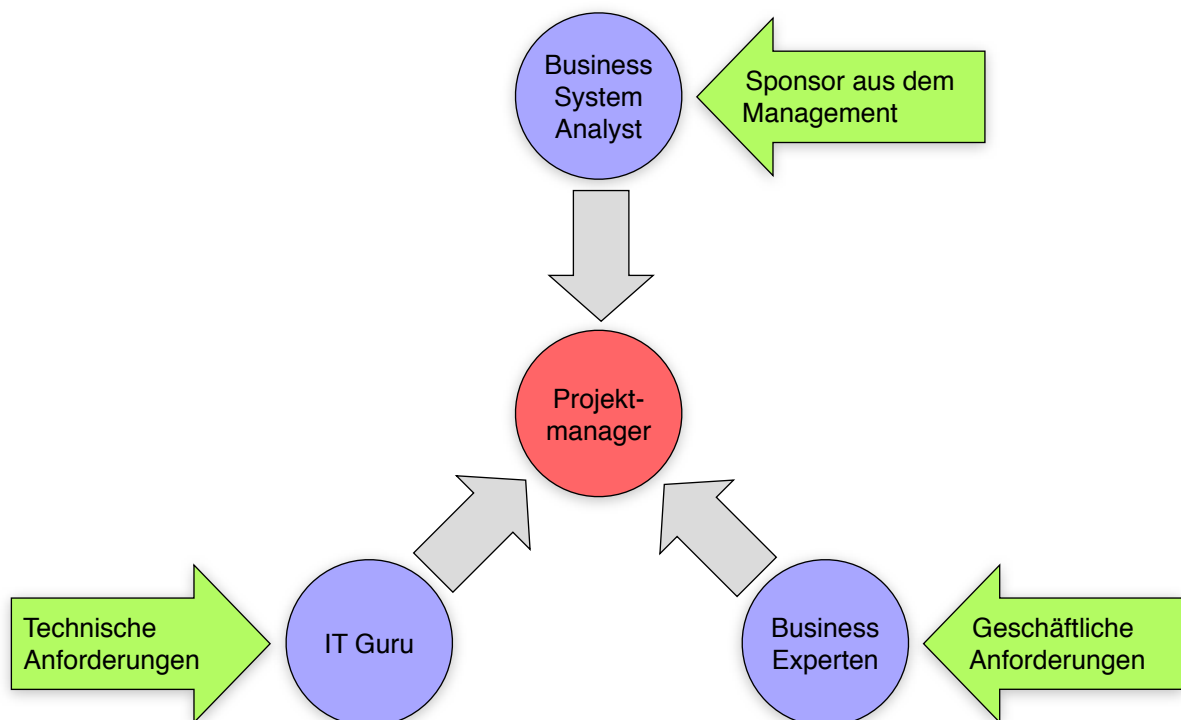 Business
System
Analyst
Sponsor aus dem
Management
Projekt-
manager
Technische
Anforderungen
IT Guru
Business
Experten
Geschäftliche
Anforderungen